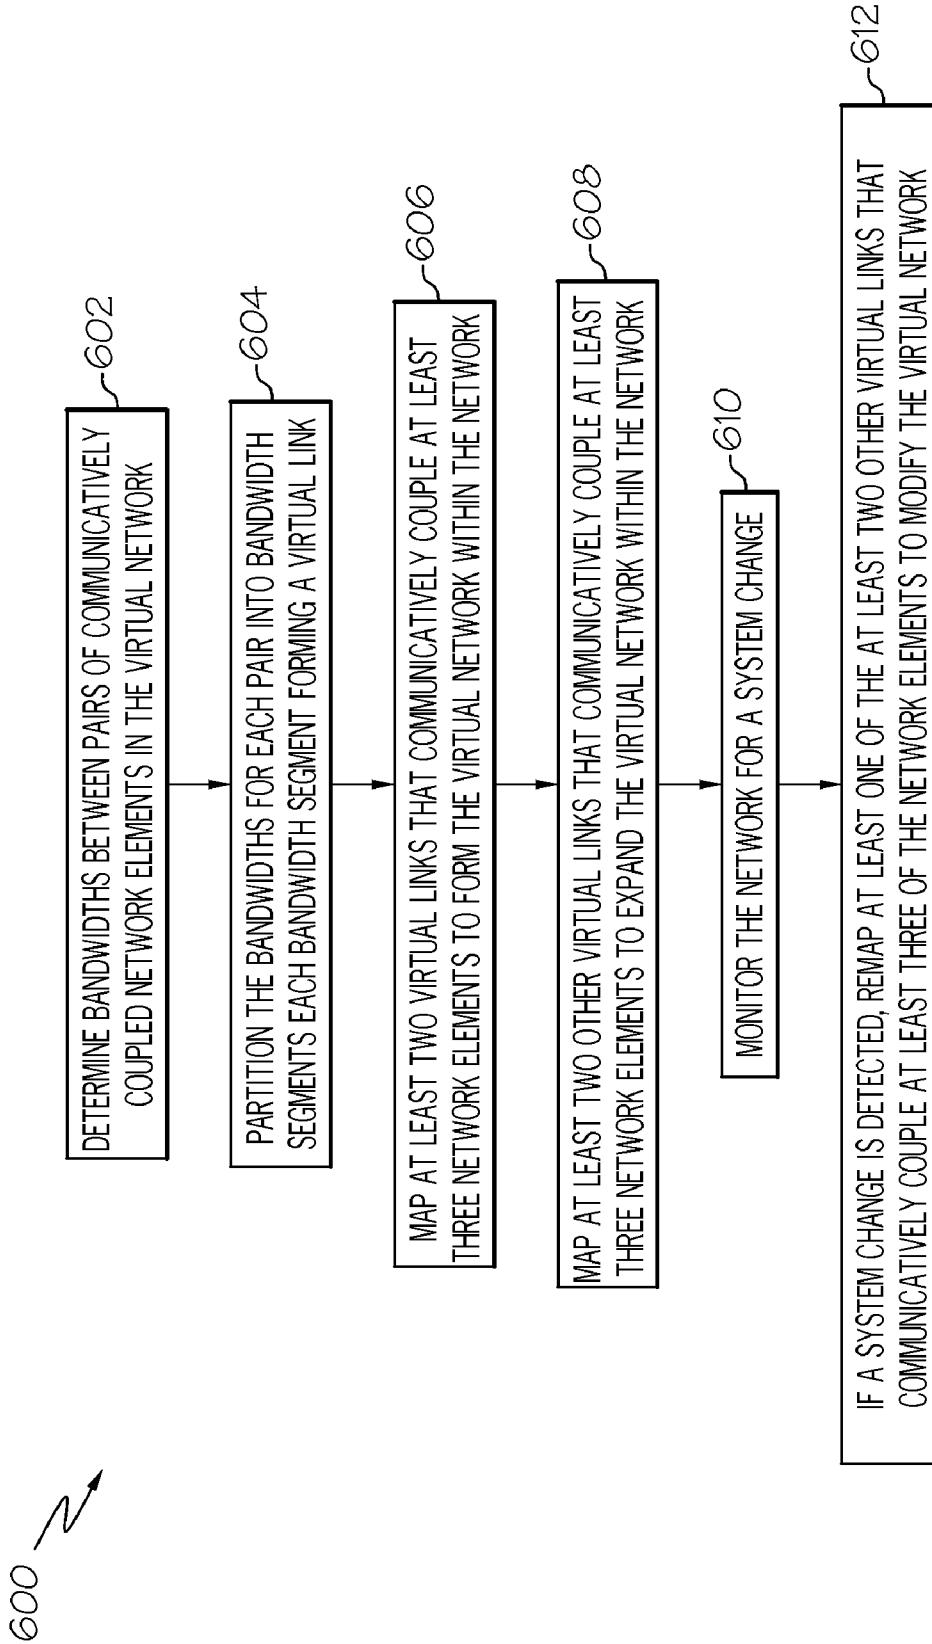 600
602
DETERMINE BANDWIDTHS BETWEEN PAIRS OF COMMUNICATIVELY
COUPLED NETWORK ELEMENTS IN THE VIRTUAL NETWORK
604
PARTITION THE BANDWIDTHS FOR EACH PAIR INTO BANDWIDTH
SEGMENTS EACH BANDWIDTH SEGMENT FORMING A VIRTUAL LINK
606
MAP AT LEAST TWO VIRTUAL LINKS THAT COMMUNICATIVELY COUPLE AT LEAST
THREE NETWORK ELEMENTS TO FORM THE VIRTUAL NETWORK WITHIN THE NETWORK
608
MAP AT LEAST TWO OTHER VIRTUAL LINKS THAT COMMUNICATIVELY COUPLE AT LEAST
THREE NETWORK ELEMENTS TO EXPAND THE VIRTUAL NETWORK WITHIN THE NETWORK
610
MONITOR THE NETWORK FOR A SYSTEM CHANGE
612
IF A SYSTEM CHANGE IS DETECTED, REMAP AT LEAST ONE OF THE AT LEAST TWO OTHER VIRTUAL LINKS THAT
COMMUNICATIVELY COUPLE AT LEAST THREE OF THE NETWORK ELEMENTS TO MODIFY THE VIRTUAL NETWORK